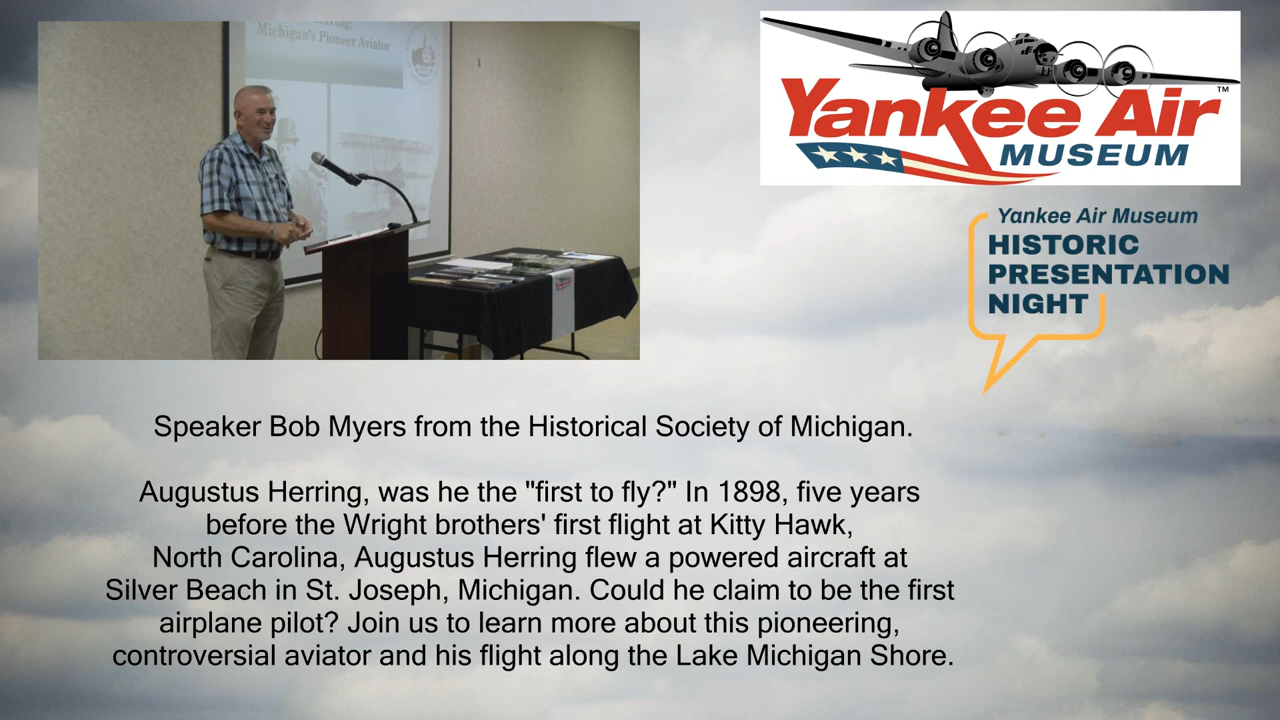 Michigan's Pioneer Aviator
Yankee Air
™
MUSEUM
Yankee Air Museum
HISTORIC
PRESENTATION
NIGHT
Speaker Bob Myers from the Historical Society of Michigan.
Augustus Herring, was he the "first to fly?" In 1898, five years
before the Wright brothers' first flight at Kitty Hawk,
North Carolina, Augustus Herring flew a powered aircraft at
Silver Beach in St. Joseph, Michigan. Could he claim to be the first
airplane pilot? Join us to learn more about this pioneering,
controversial aviator and his flight along the Lake Michigan Shore.